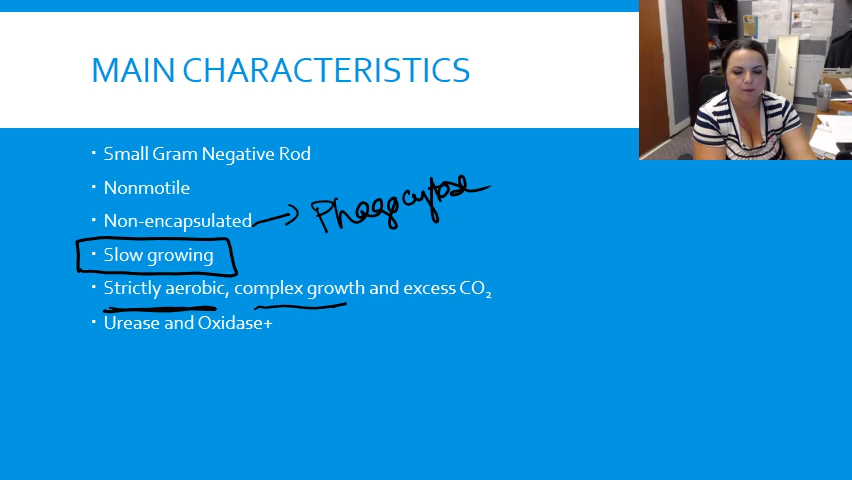 MAIN CHARACTERISTICS
· Small Gram Negative Rod
· Nonmotile
· Non-encapsulated → Phagocytose
· Slow growing
· Strictly aerobic, complex growth and excess CO₂
· Urease and Oxidase+